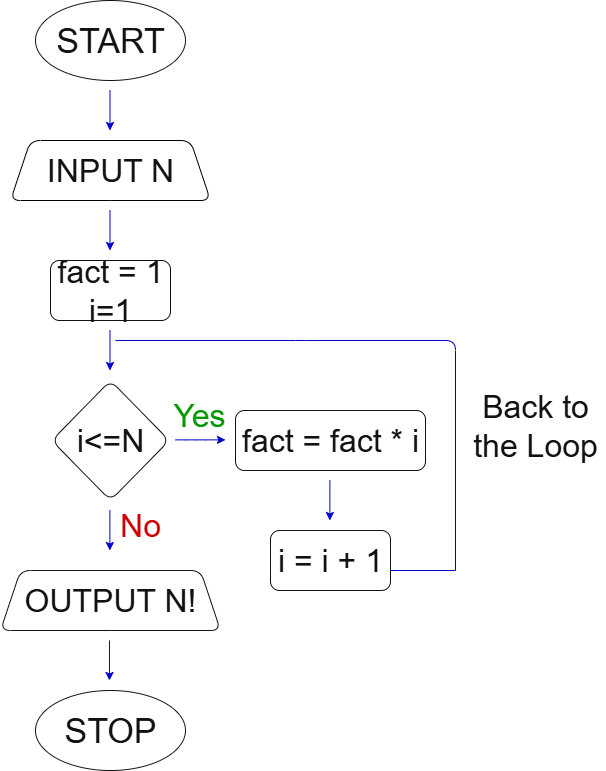 START
INPUT N
fact = 1
i=1
i<=N
Yes
fact = fact * i
Back to
the Loop
No
i = i + 1
OUTPUT N!
STOP